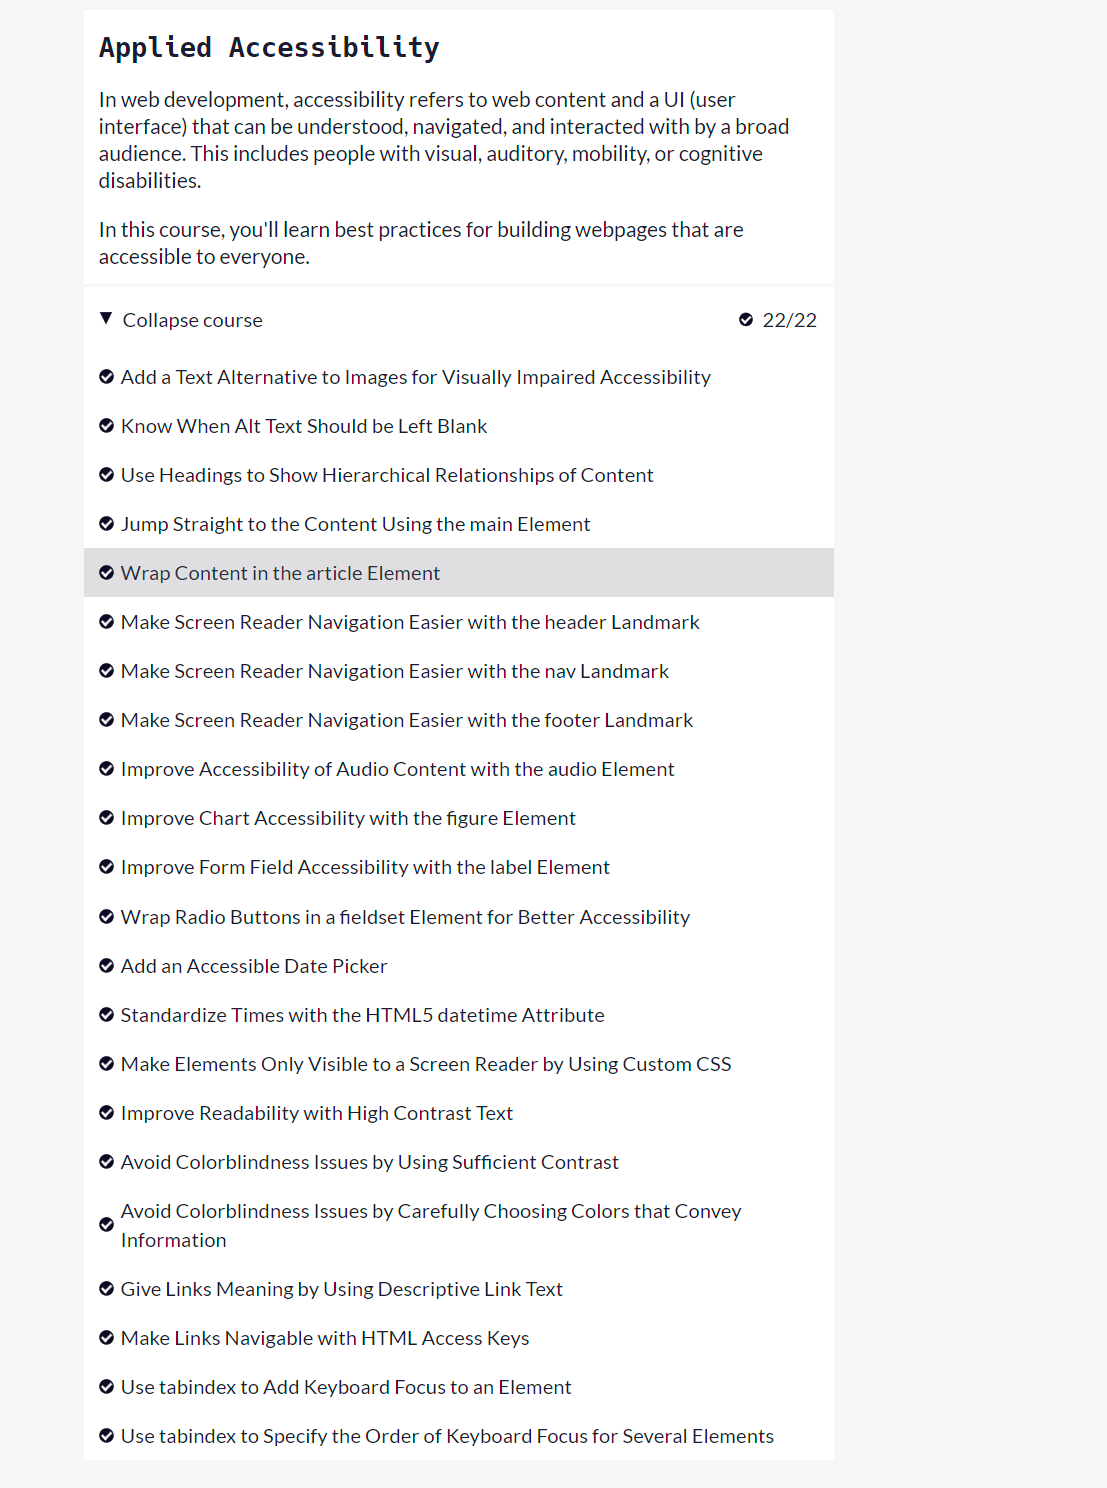 Applied Accessibility
In web development, accessibility refers to web content and a UI (user
interface) that can be understood, navigated, and interacted with by a broad
audience. This includes people with visual, auditory, mobility, or cognitive
disabilities.
In this course, you'll learn best practices for building webpages that are
accessible to everyone.
Collapse course 22/22
Add a Text Alternative to Images for Visually Impaired Accessibility
Know When Alt Text Should be Left Blank
Use Headings to Show Hierarchical Relationships of Content
Jump Straight to the Content Using the main Element
Wrap Content in the article Element
Make Screen Reader Navigation Easier with the header Landmark
Make Screen Reader Navigation Easier with the nav Landmark
Make Screen Reader Navigation Easier with the footer Landmark
Improve Accessibility of Audio Content with the audio Element
Improve Chart Accessibility with the figure Element
Improve Form Field Accessibility with the label Element
Wrap Radio Buttons in a fieldset Element for Better Accessibility
Add an Accessible Date Picker
Standardize Times with the HTML5 datetime Attribute
Make Elements Only Visible to a Screen Reader by Using Custom CSS
Improve Readability with High Contrast Text
Avoid Colorblindness Issues by Using Sufficient Contrast
Avoid Colorblindness Issues by Carefully Choosing Colors that Convey
Information
Give Links Meaning by Using Descriptive Link Text
Make Links Navigable with HTML Access Keys
Use tabindex to Add Keyboard Focus to an Element
Use tabindex to Specify the Order of Keyboard Focus for Several Elements